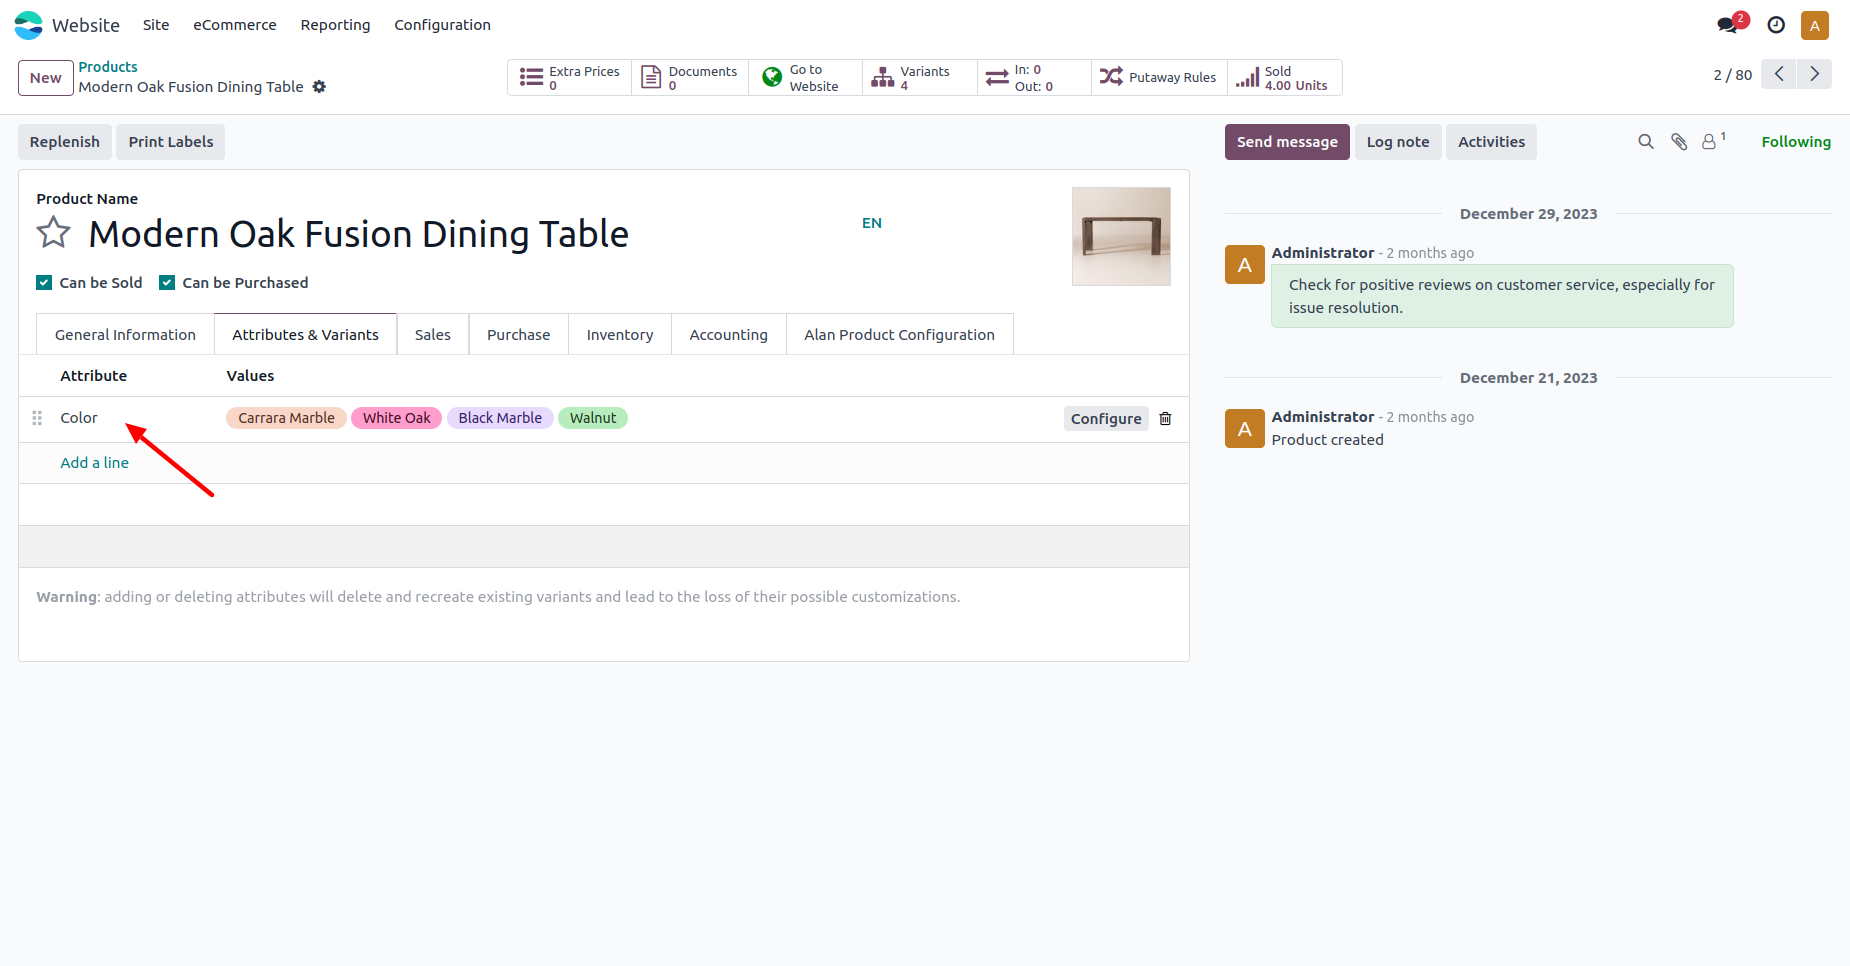 Website Site eCommerce Reporting Configuration 2 A
New Products
Modern Oak Fusion Dining Table
Extra Prices
0
Documents
0
Go to
Website
Variants
4
In: 0
Out: 0
Putaway Rules
Sold
4.00 Units
2 / 80
Replenish Print Labels
Send message Log note Activities 1 Following
Product Name
Modern Oak Fusion Dining Table EN
Can be Sold Can be Purchased
General Information Attributes & Variants Sales Purchase Inventory Accounting Alan Product Configuration
Attribute Values
Color Carrara Marble White Oak Black Marble Walnut Configure
Add a line
Warning: adding or deleting attributes will delete and recreate existing variants and lead to the loss of their possible customizations.
December 29, 2023
A Administrator - 2 months ago
Check for positive reviews on customer service, especially for
issue resolution.
December 21, 2023
A Administrator - 2 months ago
Product created